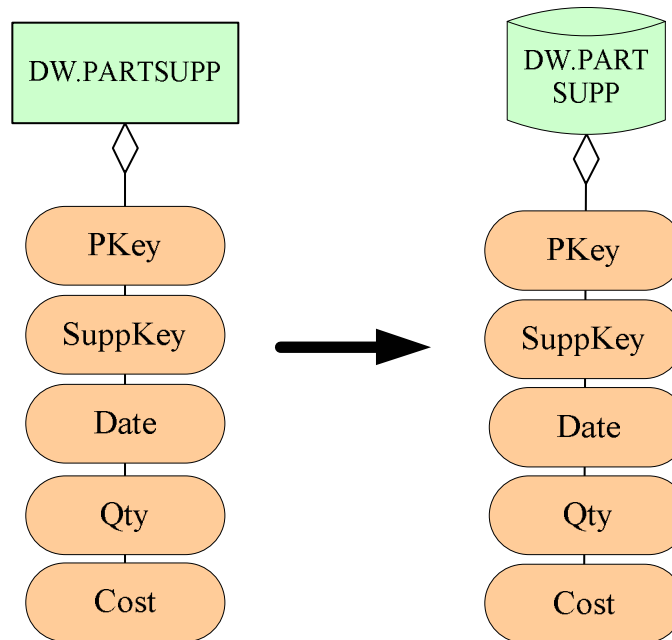 DW.PARTSUPP
PKey
SuppKey
Date
Qty
Cost
DW.PART
SUPP
PKey
SuppKey
Date
Qty
Cost